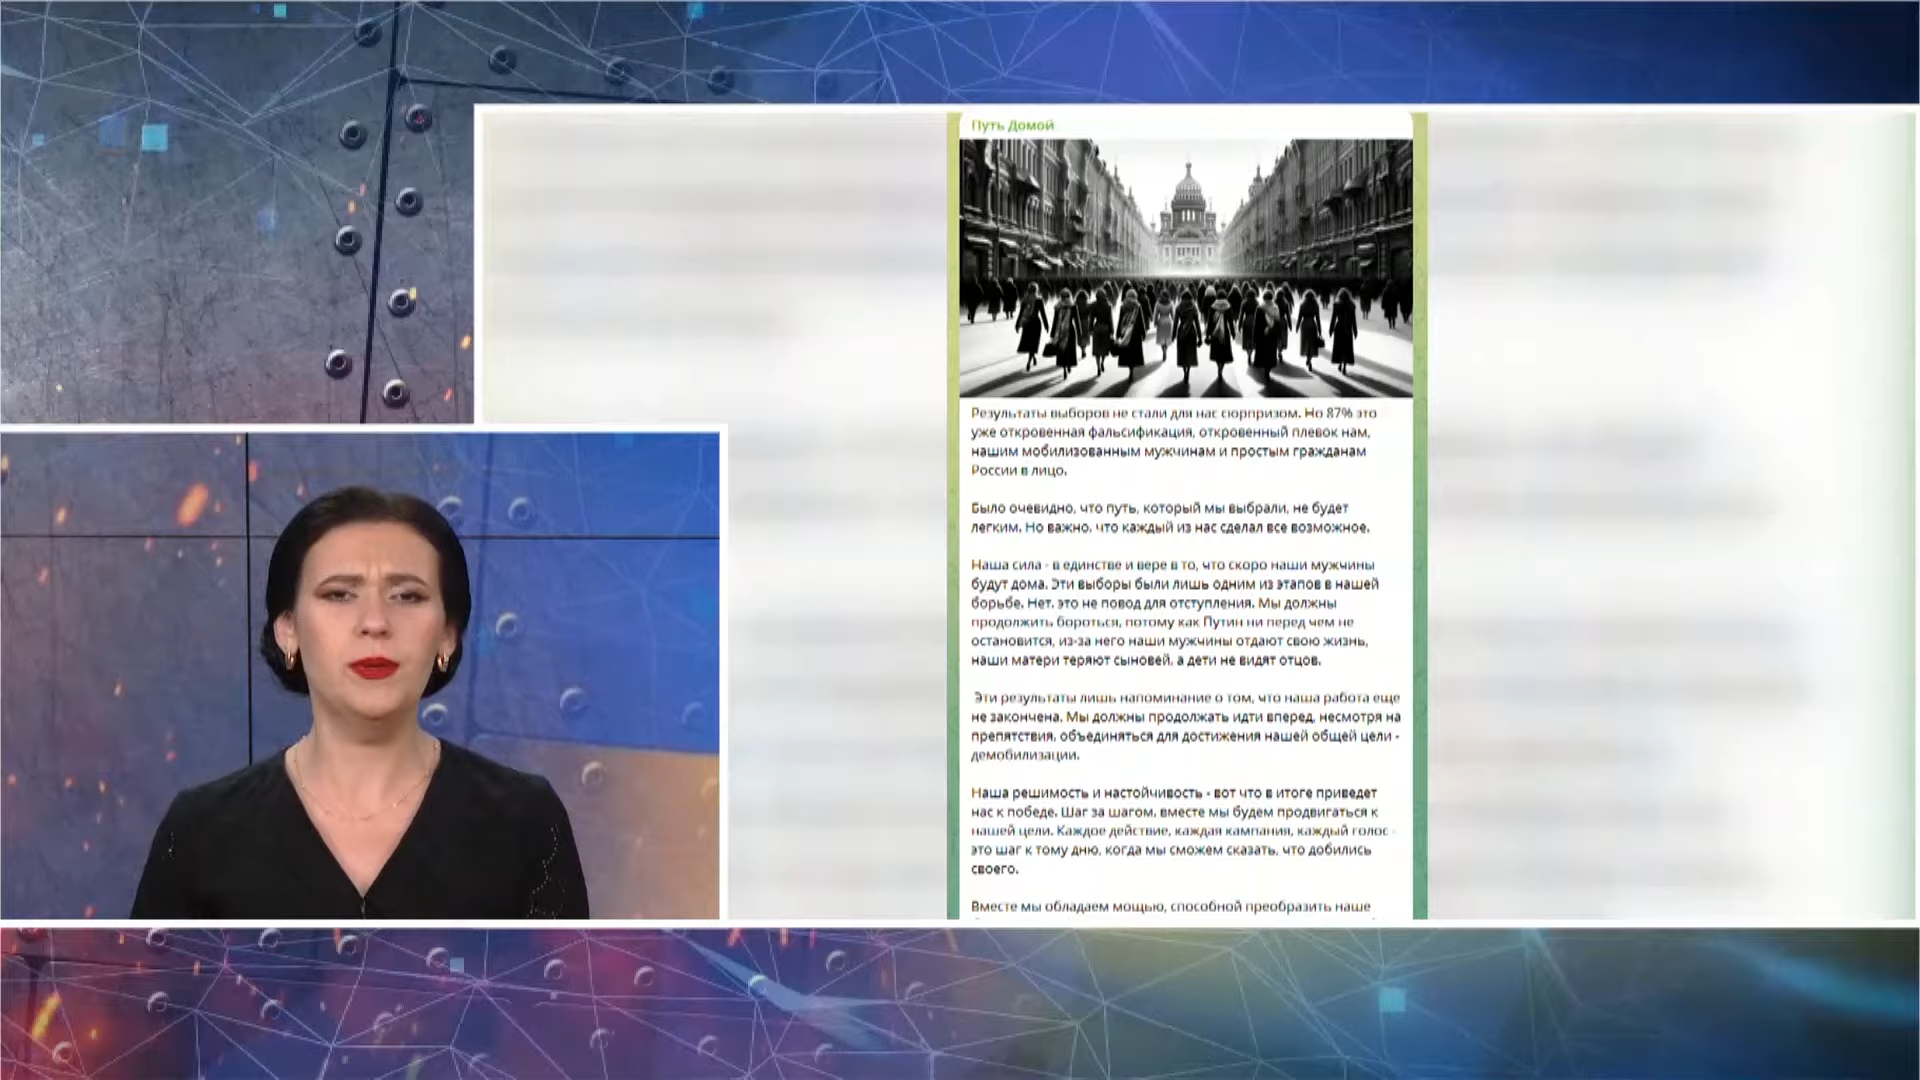 Путь Домой
Результаты выборов не стали для нас сюрпризом. Но 87% это
уже откровенная фальсификация, откровенный плевок нам,
нашим мобилизованным мужчинам и простым гражданам
России в лицо.
Было очевидно, что путь, который мы выбрали, не будет
легким. Но важно, что каждый из нас сделал все возможное.
Наша сила - в единстве и вере в то, что скоро наши мужчины
будут дома. Эти выборы были лишь одним из этапов в нашей
борьбе. Нет, это не повод для отступления. Мы должны
продолжить бороться, потому как Путин ни перед чем не
остановится, из-за него наши мужчины отдают свою жизнь,
наши матери теряют сыновей, а дети не видят отцов.
Эти результаты лишь напоминание о том, что наша работа еще
не закончена. Мы должны продолжать идти вперед, несмотря на
препятствия, объединяться для достижения нашей общей цели -
демобилизации.
Наша решимость и настойчивость - вот что в итоге приведет
нас к победе. Шаг за шагом, вместе мы будем продвигаться к
нашей цели. Каждое действие, каждая кампания, каждый голос -
это шаг к тому дню, когда мы сможем сказать, что добились
своего.
Вместе мы обладаем мощью, способной преобразить наше